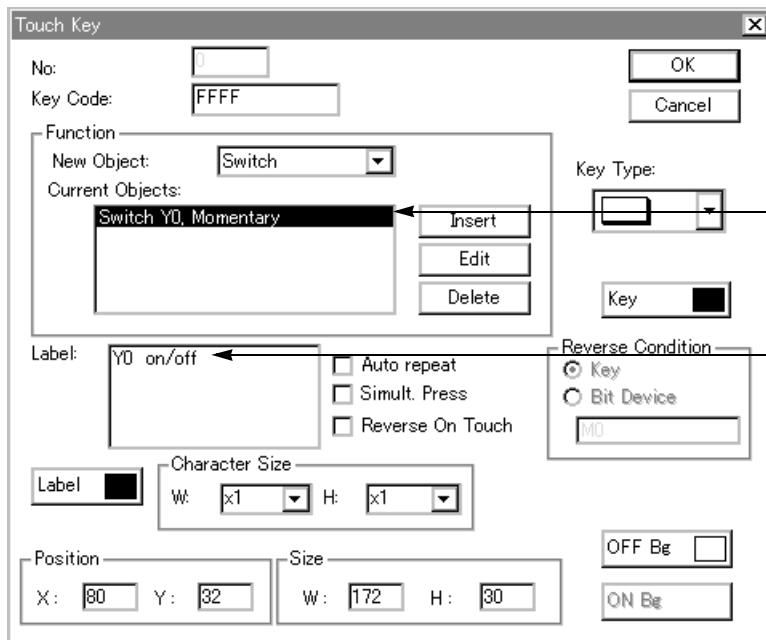 Touch Key
No:
0
OK
Key Code:
FFFF
Cancel
Function
New Object:
Switch
Key Type:
Current Objects:
Switch Y0, Momentary
Insert
Edit
Delete
Key
Label:
Y0 on/off
Auto repeat
Simult. Press
Reverse On Touch
Reverse Condition
Key
Bit Device
M0
Label
Character Size
W:
x1
H:
x1
OFF Bg
Position
X :
80
Y :
32
Size
W :
172
H :
30
ON Bg